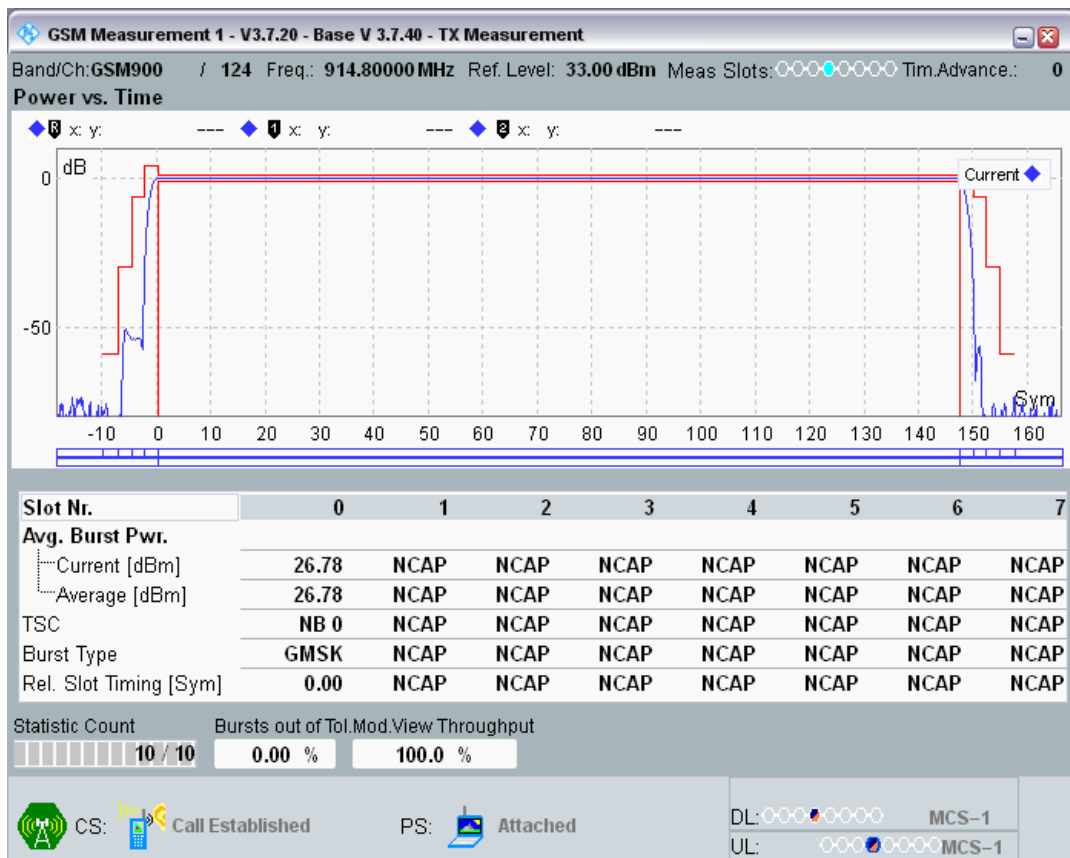 GSM Measurement 1 - V3.7.20 - Base V 3.7.40 - TX Measurement
Band/Ch:GSM900 / 124 Freq.: 914.80000 MHz Ref. Level: 33.00 dBm Meas Slots: Tim.Advance.: 0
Power vs. Time
R x: y: --- 1 x: y: --- 2 x: y: ---
dB
Current
0
-50
Sym
-10 0 10 20 30 40 50 60 70 80 90 100 110 120 130 140 150 160
Slot Nr. 0 1 2 3 4 5 6 7
Avg. Burst Pwr.
Current [dBm] 26.78 NCAP NCAP NCAP NCAP NCAP NCAP NCAP
Average [dBm] 26.78 NCAP NCAP NCAP NCAP NCAP NCAP NCAP
TSC NB 0 NCAP NCAP NCAP NCAP NCAP NCAP NCAP
Burst Type GMSK NCAP NCAP NCAP NCAP NCAP NCAP NCAP
Rel. Slot Timing [Sym] 0.00 NCAP NCAP NCAP NCAP NCAP NCAP NCAP
Statistic Count Bursts out of Tol.Mod.View Throughput
10 / 10 0.00 % 100.0 %
CS: Call Established PS: Attached
DL: MCS-1
UL: MCS-1